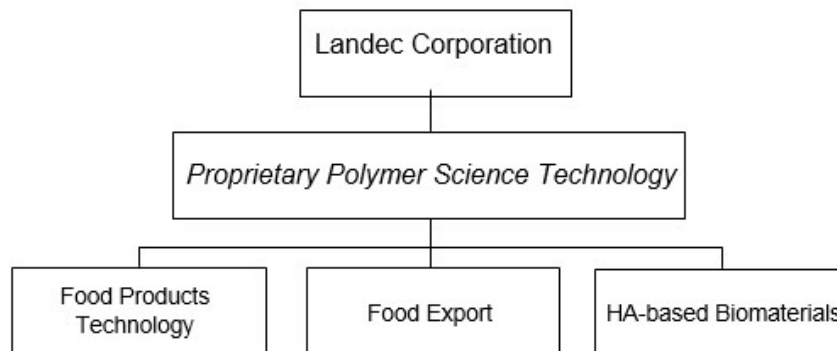 Landec Corporation
Proprietary Polymer Science Technology
Food Products
Technology
Food Export
HA-based Biomaterials